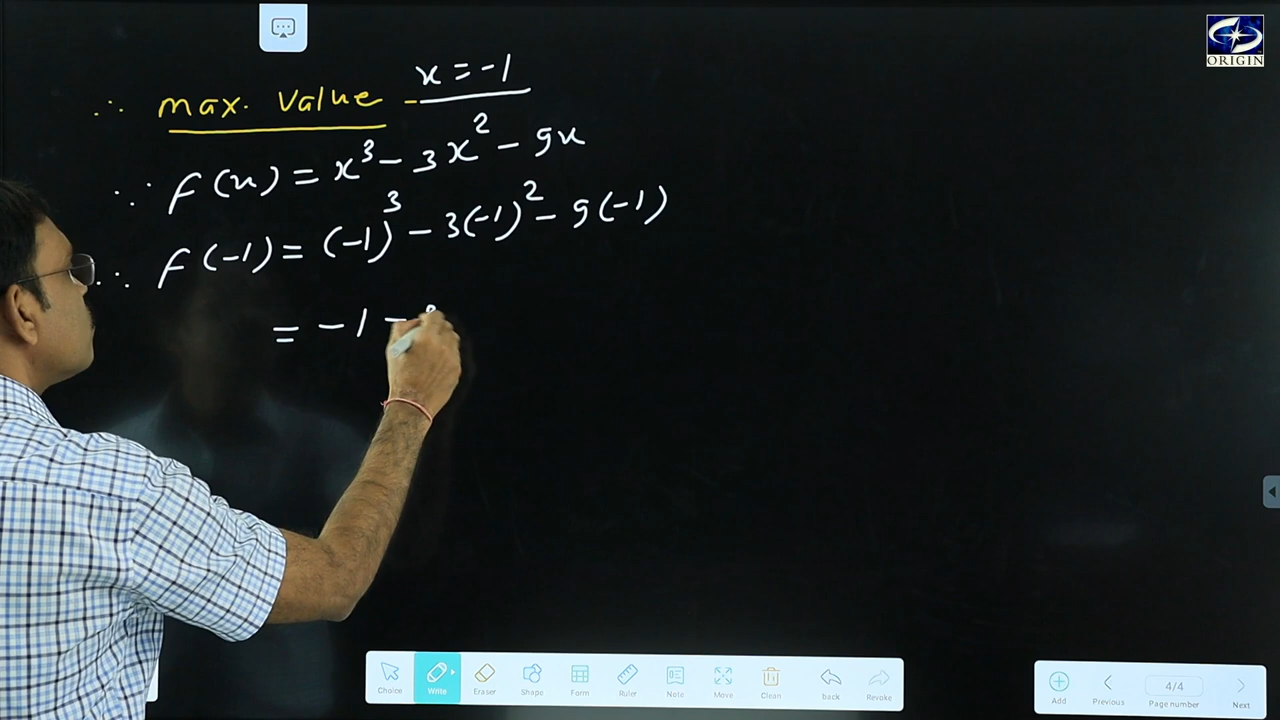 ORIGIN
∴ max. value - x = -1
∵ f(x) = x³ - 3x² - 9x
∴ f(-1) = (-1)³ - 3(-1)² - 9(-1)
= -1 -
Choice Write Eraser Shape Form Ruler Note Move Clean back Revoke
Add Previous 4/4 Page number Next